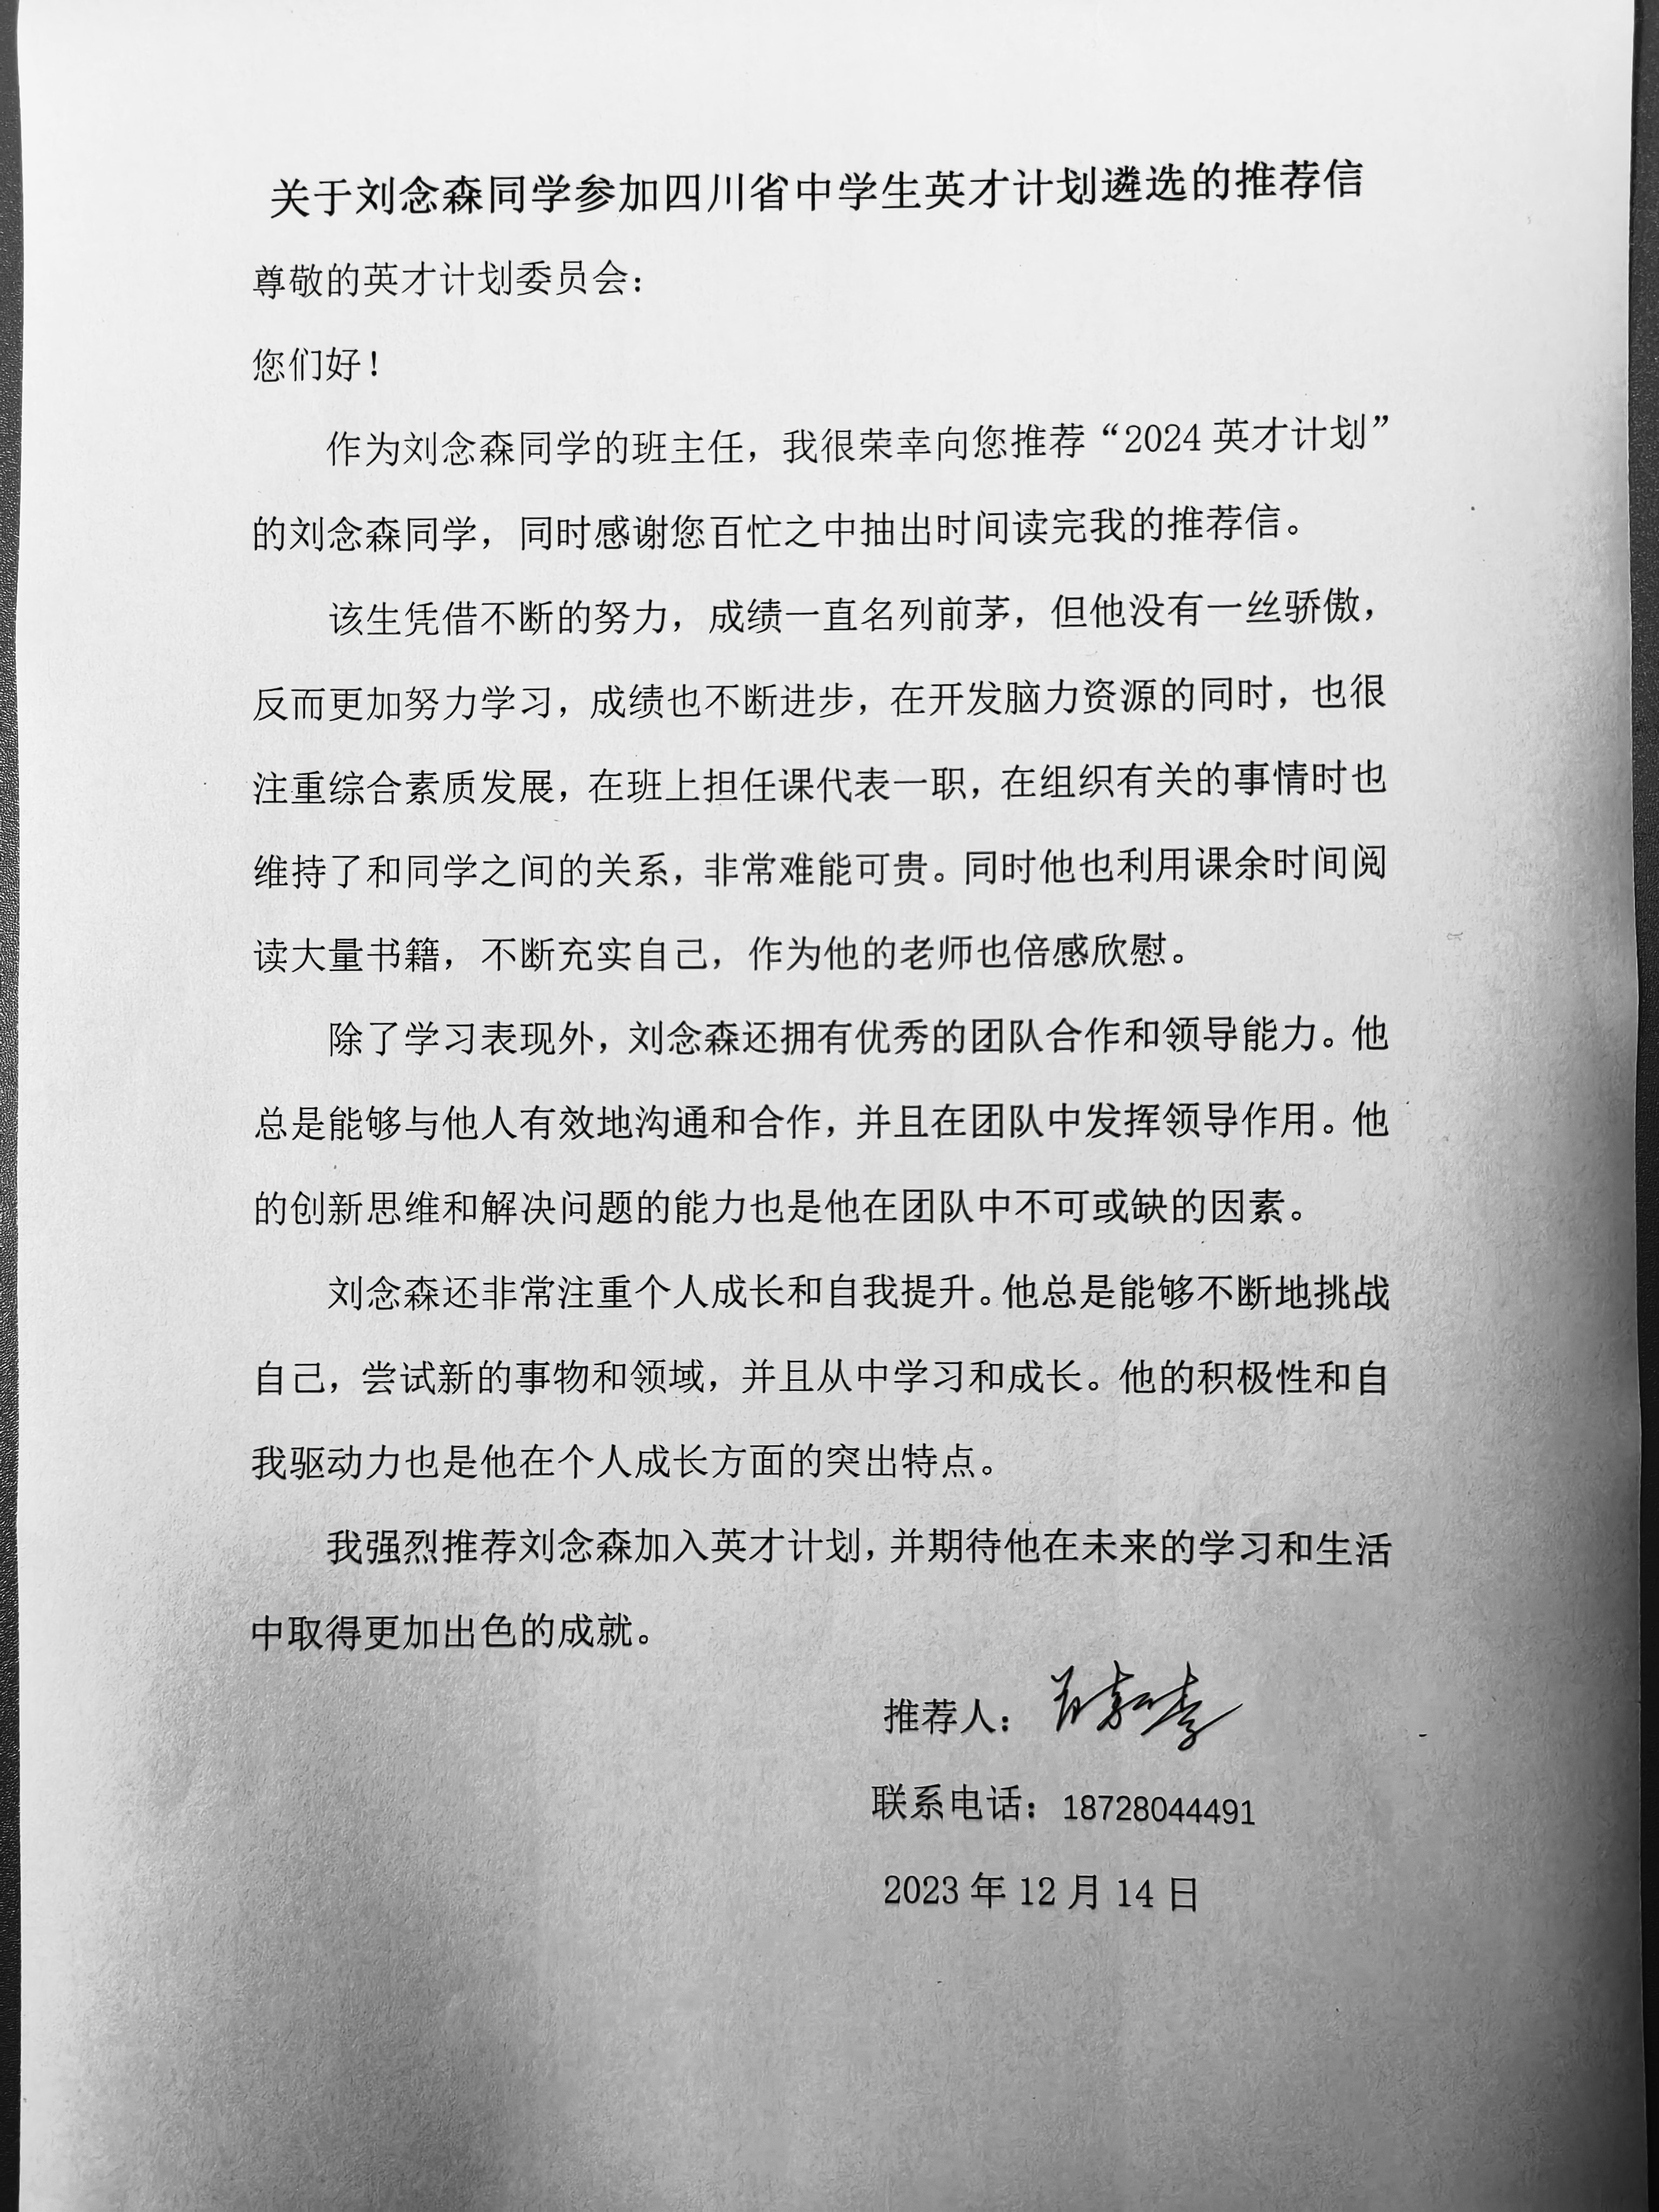 关于刘念森同学参加四川省中学生英才计划遴选的推荐信
尊敬的英才计划委员会：
您们好！
作为刘念森同学的班主任，我很荣幸向您推荐“2024 英才计划”
的刘念森同学，同时感谢您百忙之中抽出时间读完我的推荐信。
该生凭借不断的努力，成绩一直名列前茅，但他没有一丝骄傲，
反而更加努力学习，成绩也不断进步，在开发脑力资源的同时，也很
注重综合素质发展，在班上担任课代表一职，在组织有关的事情时也
维持了和同学之间的关系，非常难能可贵。同时他也利用课余时间阅
读大量书籍，不断充实自己，作为他的老师也倍感欣慰。
除了学习表现外，刘念森还拥有优秀的团队合作和领导能力。他
总是能够与他人有效地沟通和合作，并且在团队中发挥领导作用。他
的创新思维和解决问题的能力也是他在团队中不可或缺的因素。
刘念森还非常注重个人成长和自我提升。他总是能够不断地挑战
自己，尝试新的事物和领域，并且从中学习和成长。他的积极性和自
我驱动力也是他在个人成长方面的突出特点。
我强烈推荐刘念森加入英才计划，并期待他在未来的学习和生活
中取得更加出色的成就。
推荐人：
联系电话：18728044491
2023 年 12 月 14 日